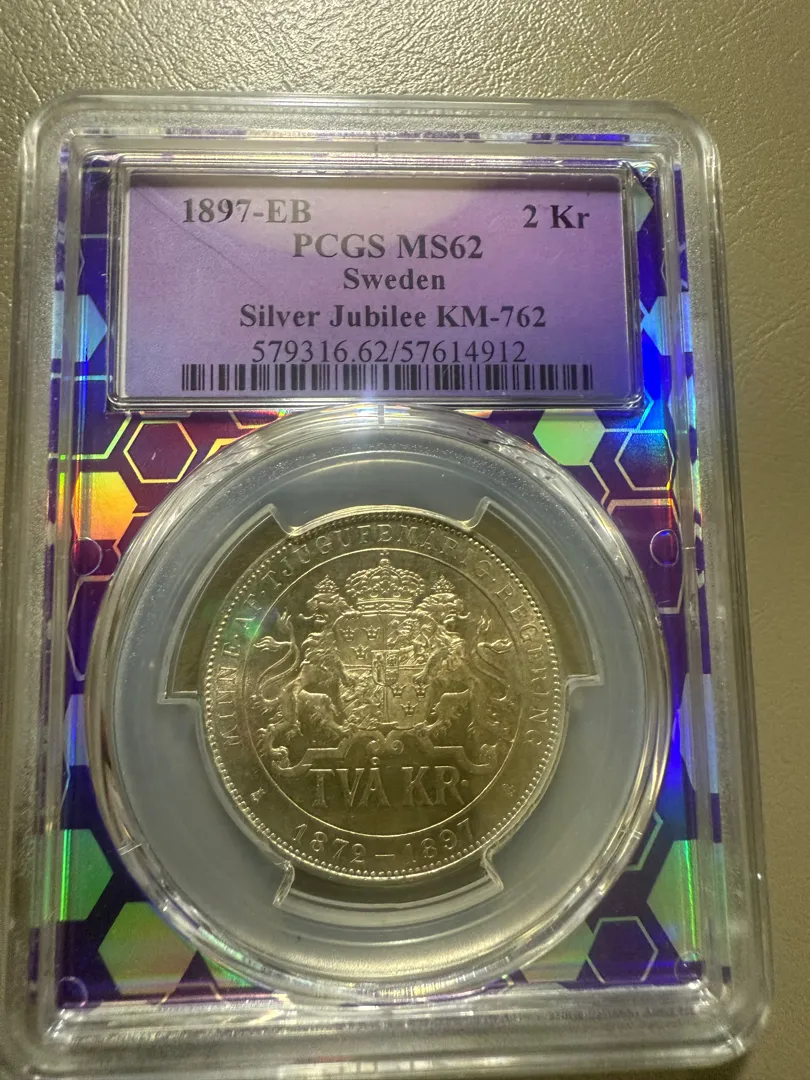 1897-EB 2 Kr
PCGS MS62
Sweden
Silver Jubilee KM-762
579316.62/57614912
MINNE AF TJUGUFEMÅRIG REGERING
TVÅ KR.
1872-1897